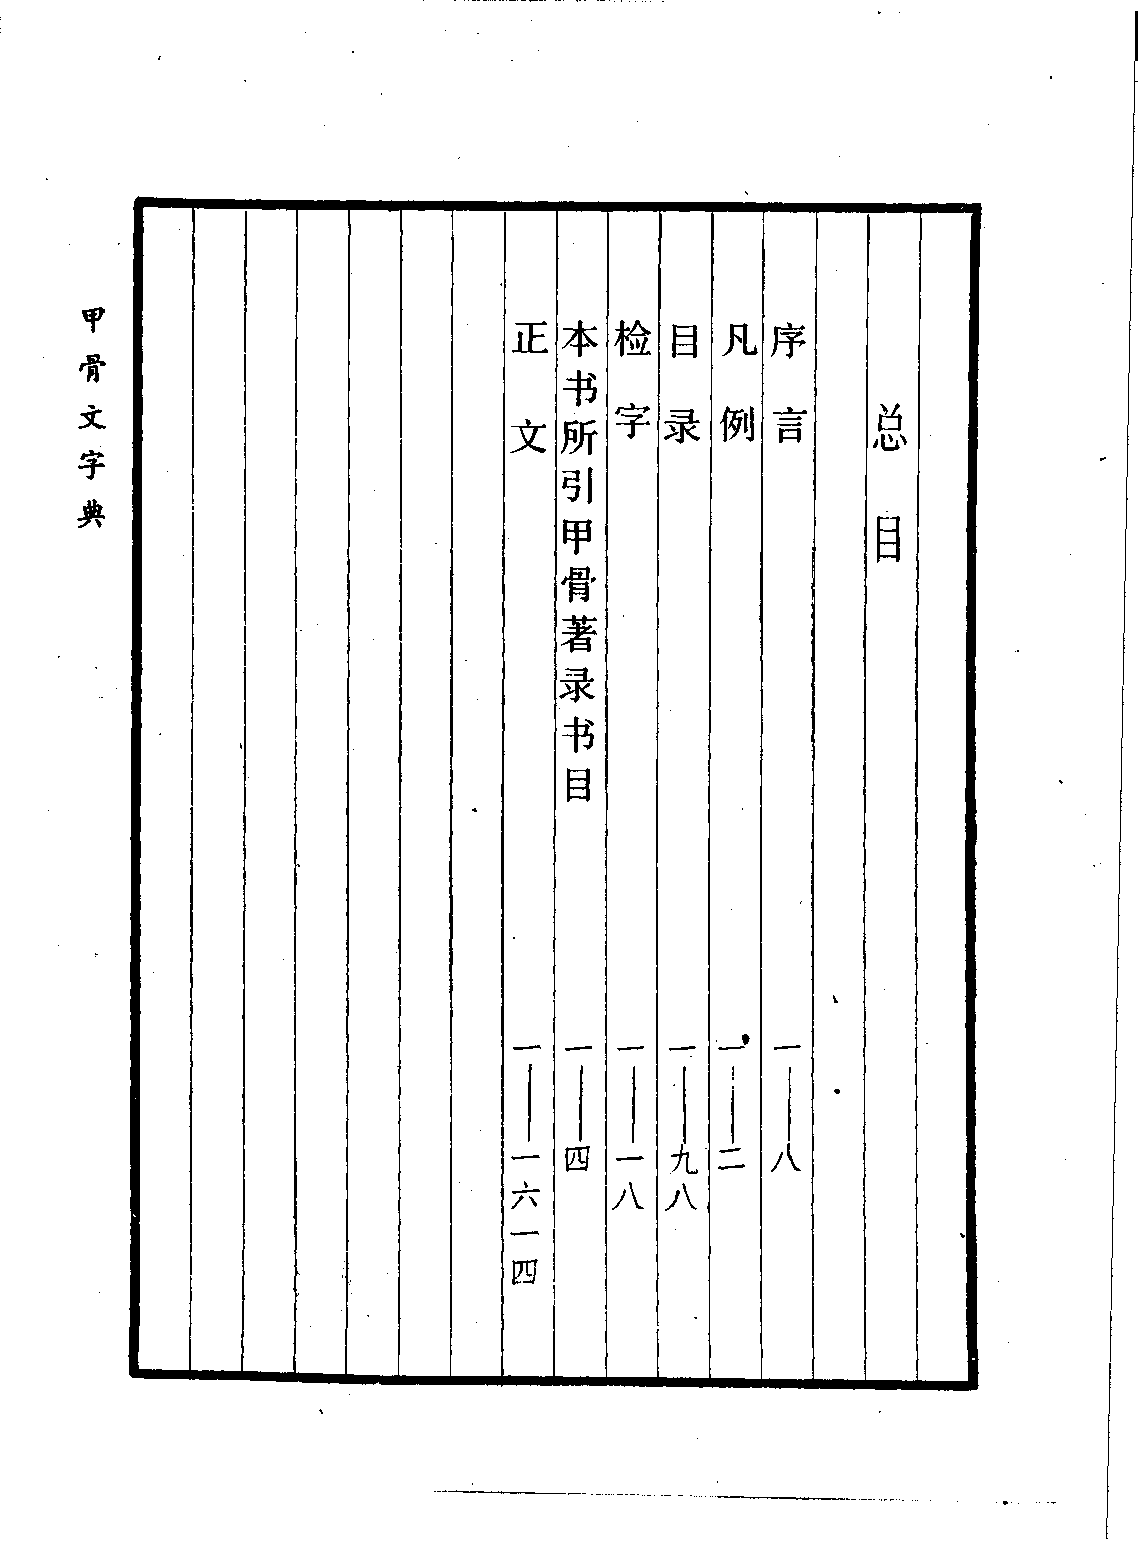 总目
序言 一——八
凡例 一——二
目录 一——九八
检字 一——一八
本书所引甲骨著录书目 一——四
正文 一——一六一四
甲骨文字典